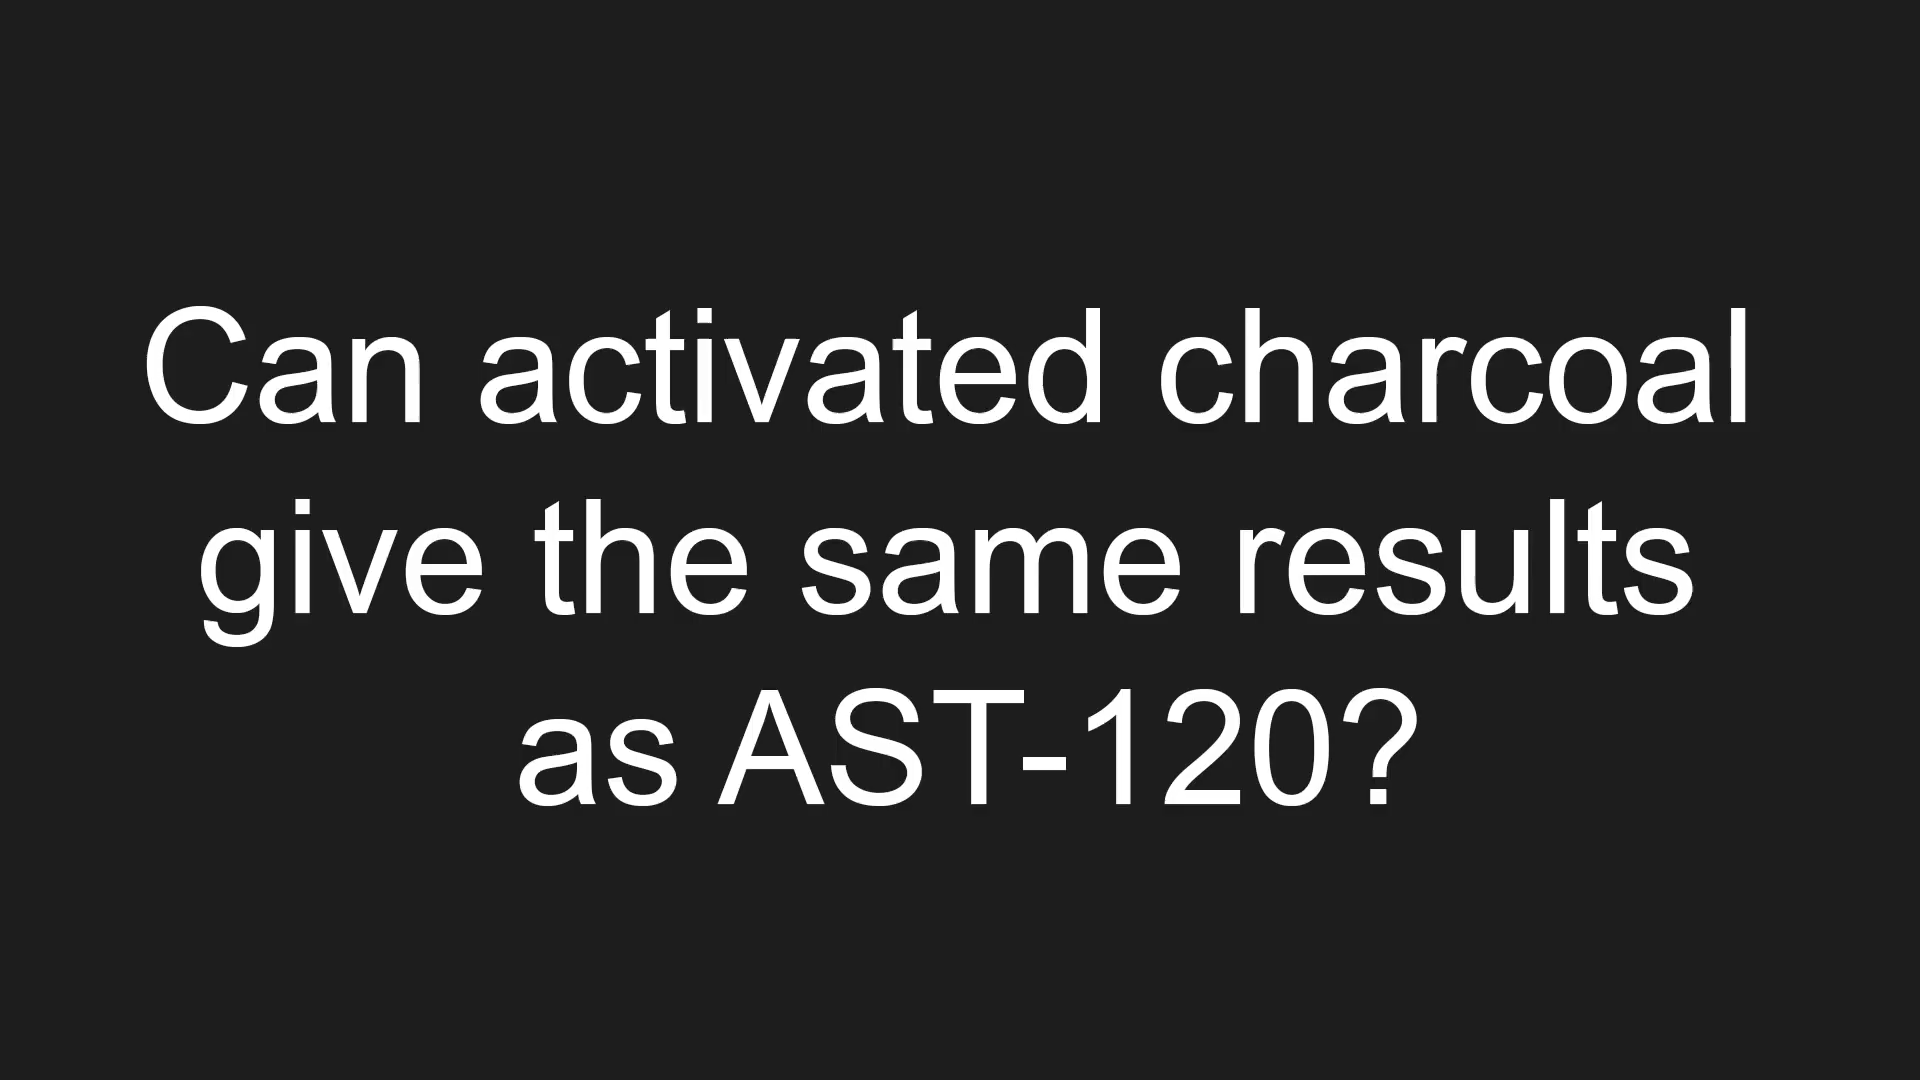 Can activated charcoal
give the same results
as AST-120?